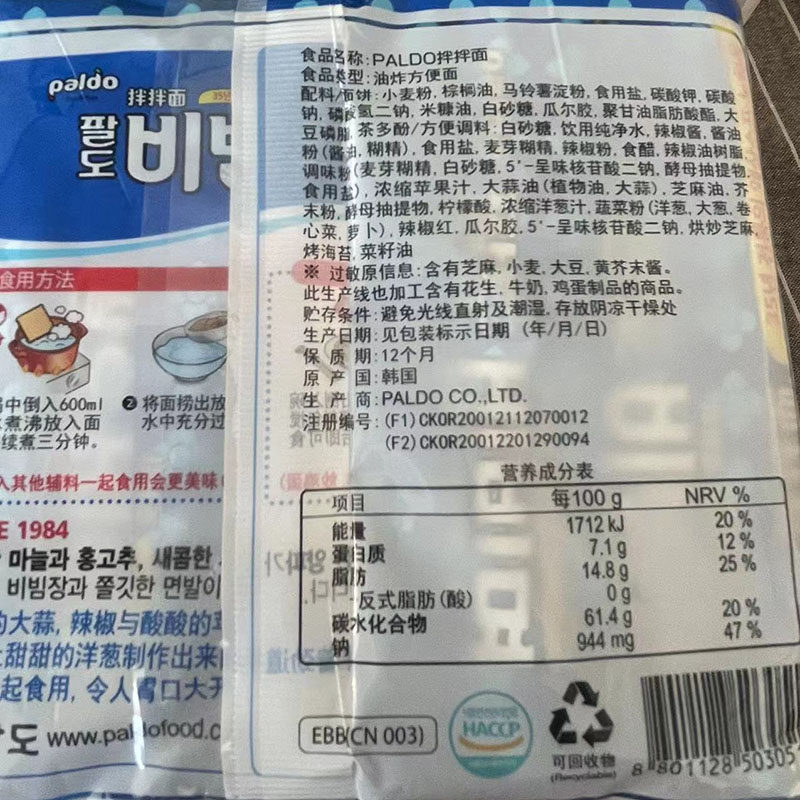 paldo
拌拌面
팔도
비빔
食用方法
锅中倒入600ml
煮沸放入面
续煮三分钟。
❷ 将面捞出放
水中充分过
入其他辅料一起食用会更美味
E 1984
마늘과 홍고추, 새콤한
비빔장과 쫄깃한 면발이
的大蒜, 辣椒与酸酸的苹
甜甜的洋葱制作出来
起食用, 令人胃口大开
도 www.paldofood.c
食品名称:PALDO拌拌面
食品类型:油炸方便面
配料/面饼:小麦粉, 棕榈油, 马铃薯淀粉, 食用盐, 碳酸钾, 碳酸
钠, 磷酸氢二钠, 米糠油, 白砂糖, 瓜尔胶, 聚甘油脂肪酸酯, 大
豆磷脂, 茶多酚/方便调料:白砂糖, 饮用纯净水, 辣椒酱, 酱油
粉(酱油, 糊精), 食用盐, 麦芽糊精, 辣椒粉, 食醋, 辣椒油树脂,
调味粉(麦芽糊精, 白砂糖, 5'-呈味核苷酸二钠, 酵母抽提物,
食用盐), 浓缩苹果汁, 大蒜油(植物油, 大蒜), 芝麻油, 芥
末粉, 酵母抽提物, 柠檬酸, 浓缩洋葱汁, 蔬菜粉(洋葱, 大葱, 卷
心菜, 萝卜), 辣椒红, 瓜尔胶, 5'-呈味核苷酸二钠, 烘炒芝麻,
烤海苔, 菜籽油
※ 过敏原信息:含有芝麻, 小麦, 大豆, 黄芥末酱。
此生产线也加工含有花生, 牛奶, 鸡蛋制品的商品。
贮存条件:避免光线直射及潮湿, 存放阴凉干燥处
生产日期:见包装标示日期 (年/月/日)
保 质 期:12个月
原 产 国:韩国
生 产 商:PALDO CO.,LTD.
注册编号:(F1)CKOR20012112070012
(F2)CKOR20012201290094
营养成分表
项目 每100 g NRV %
能量 1712 kJ 20 %
蛋白质 7.1 g 12 %
脂肪 14.8 g 25 %
-反式脂肪(酸) 0 g
碳水化合物 61.4 g 20 %
钠 944 mg 47 %
EBB(CN 003)
HACCP
可回收物
(Recyclable)
8 801128 50305